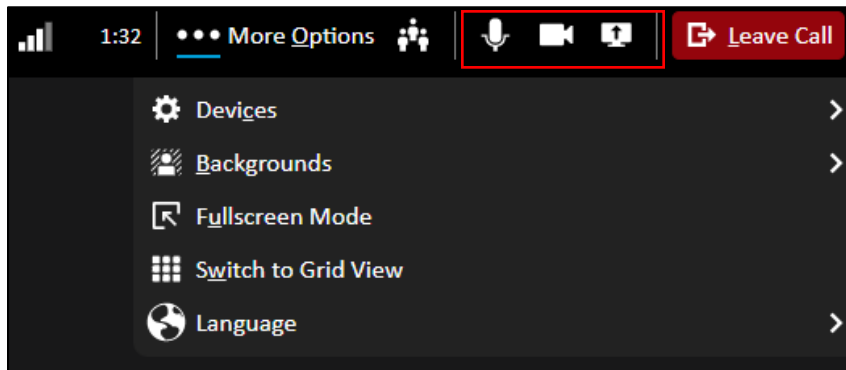 1:32 More Options Leave Call
Devices
Backgrounds
Fullscreen Mode
Switch to Grid View
Language